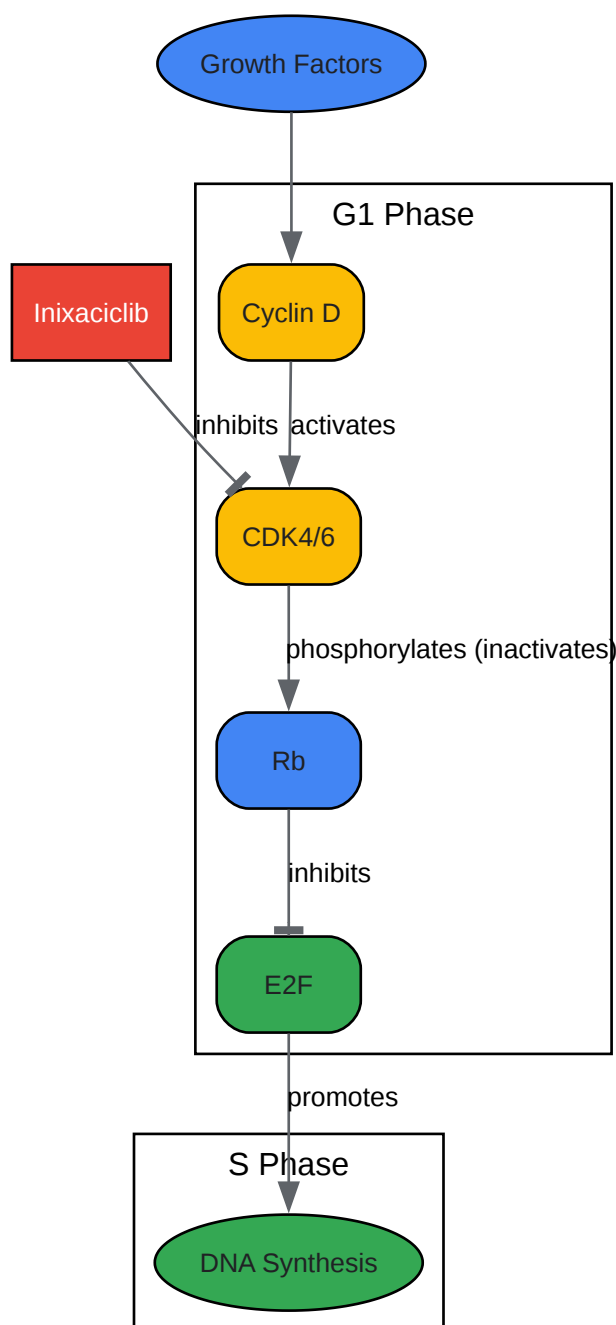 Growth Factors
G1 Phase
Inixaciclib
Cyclin D
inhibits
activates
CDK4/6
phosphorylates (inactivates)
Rb
inhibits
E2F
promotes
S Phase
DNA Synthesis